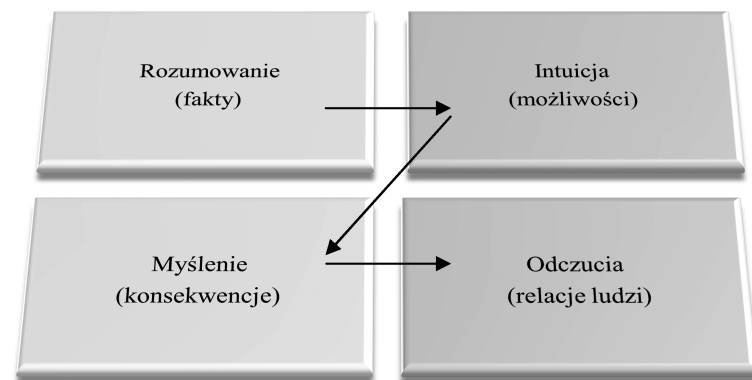 Rozumowanie
(fakty)
Intuicja
(możliwości)
Myślenie
(konsekwencje)
Odczucia
(relacje ludzi)